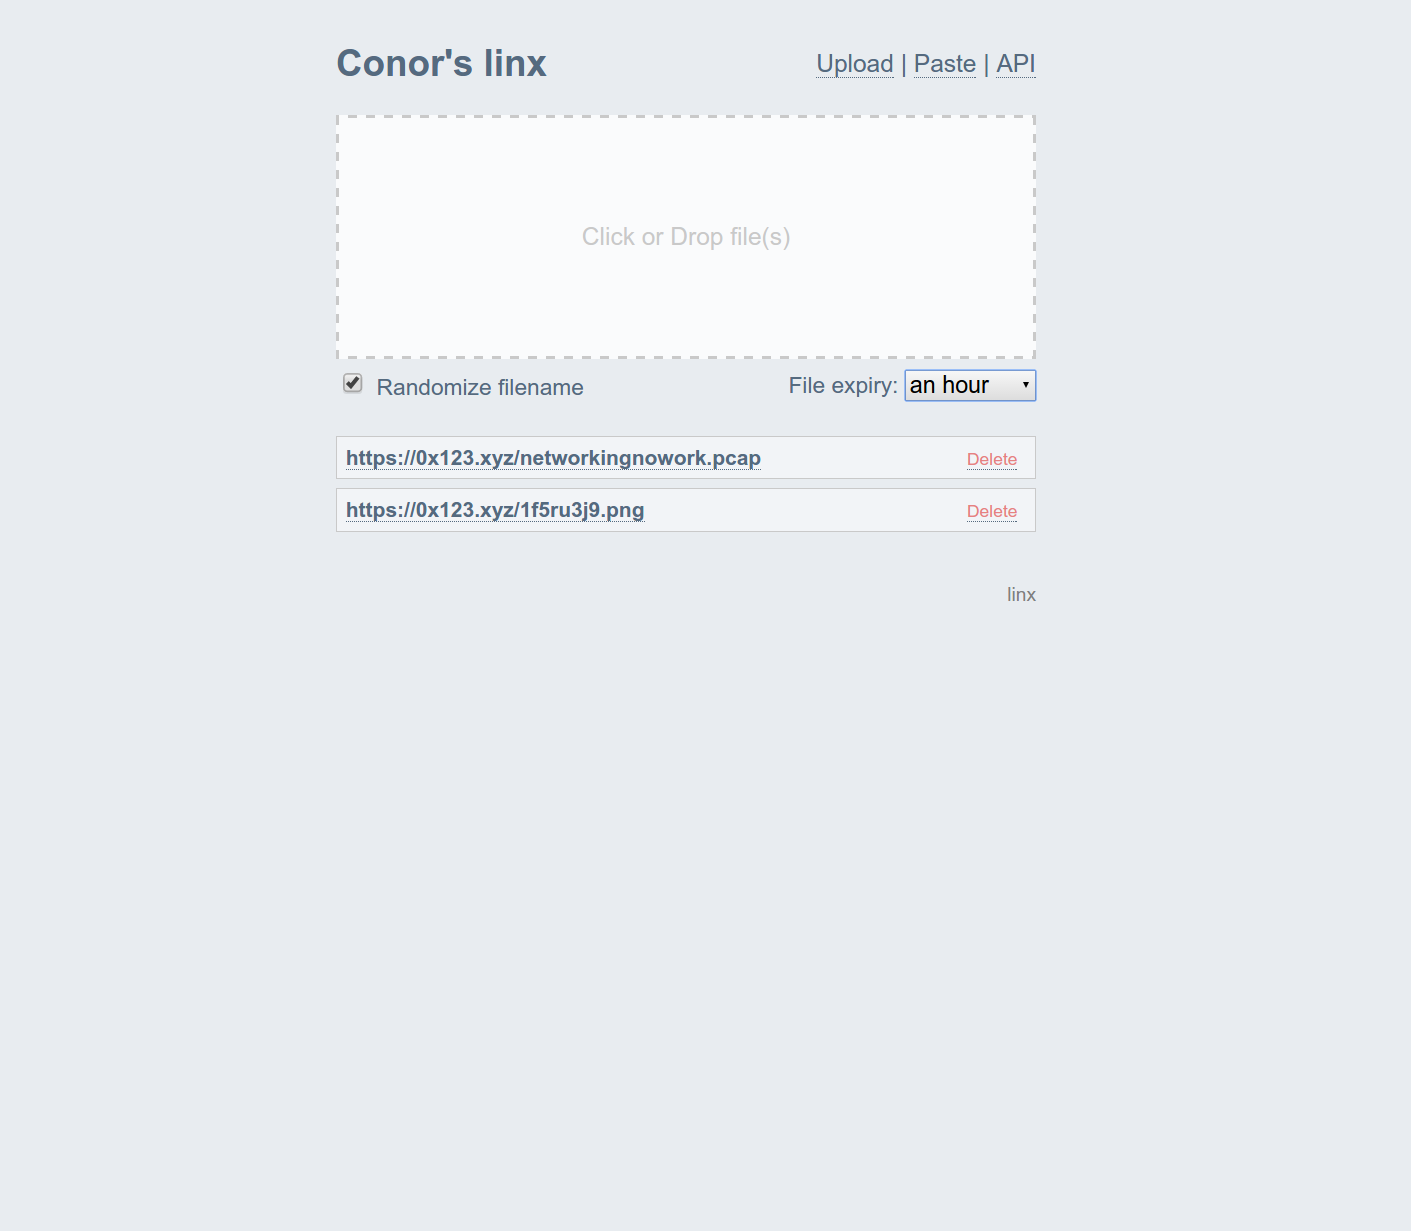 Conor's linx
Upload | Paste | API
Click or Drop file(s)
Randomize filename
File expiry: an hour
https://0x123.xyz/networkingnowork.pcap
Delete
https://0x123.xyz/1f5ru3j9.png
Delete
linx